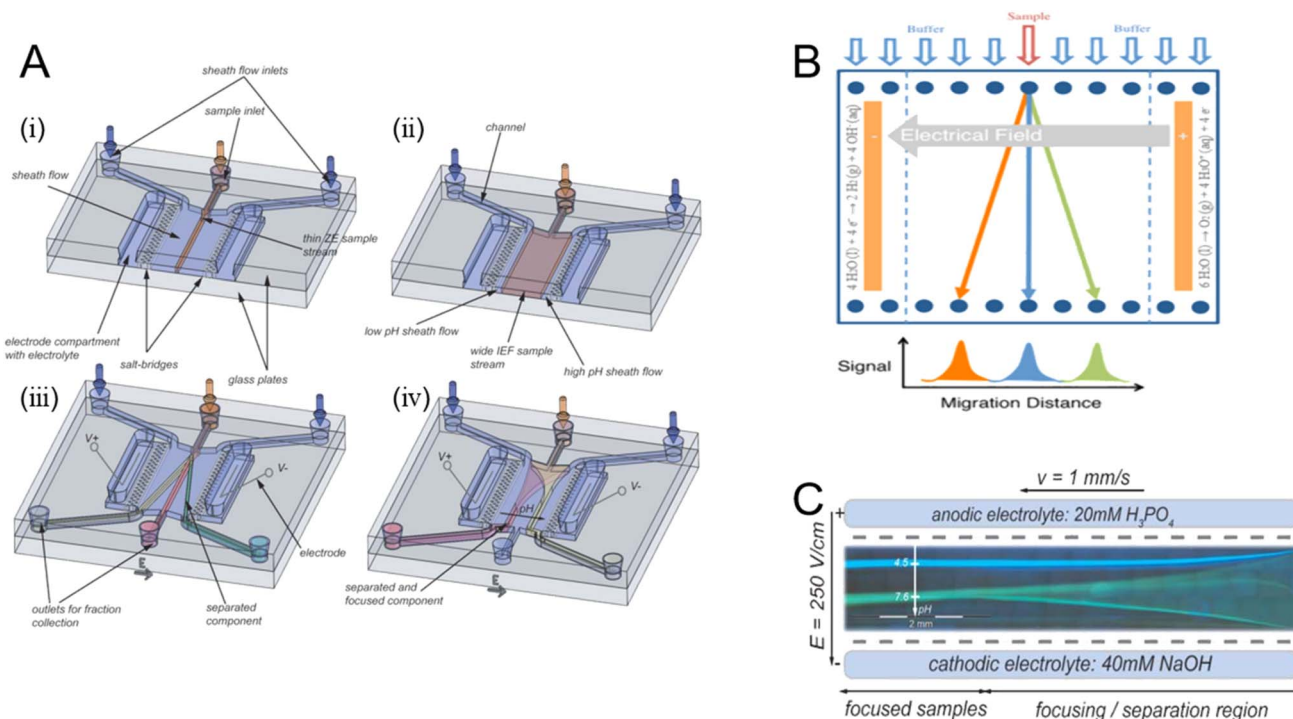 A
(i)
sheath flow inlets
sample inlet
sheath flow
thin ZE sample
stream
electrode compartment
with electrolyte
salt-bridges
glass plates
(ii)
channel
low pH sheath flow
wide IEF sample
stream
high pH sheath flow
(iii)
V+
V-
electrode
E
outlets for fraction
collection
separated
component
(iv)
V+
V-
pH
E
separated and
focused component
B
Sample
Buffer
Buffer
-
Electrical Field
+
4 H₂O (l) + 4 e⁻ → 2 H₂ (g) + 4 OH⁻ (aq)
6 H₂O (l) → O₂ (g) + 4 H₃O⁺ (aq) + 4 e⁻
Signal
Migration Distance
C
v = 1 mm/s
+
anodic electrolyte: 20mM H₃PO₄
E = 250 V/cm
4.5
7.6
pH
2 mm
-
cathodic electrolyte: 40mM NaOH
focused samples
focusing / separation region